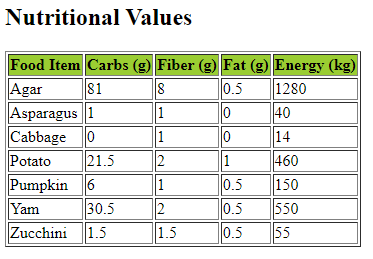 Nutritional Values
Food Item Carbs (g) Fiber (g) Fat (g) Energy (kg)
Agar 81 8 0.5 1280
Asparagus 1 1 0 40
Cabbage 0 1 0 14
Potato 21.5 2 1 460
Pumpkin 6 1 0.5 150
Yam 30.5 2 0.5 550
Zucchini 1.5 1.5 0.5 55